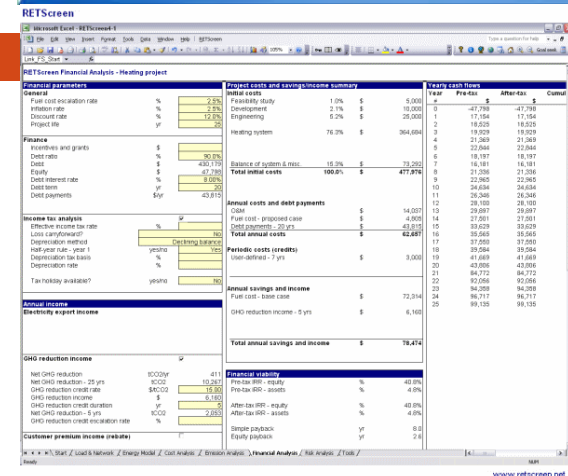 RETScreen
Microsoft Excel - RETScreen4-1
File Edit View Insert Format Tools Data Window Help RETScreen
Type a question for help
Link_FS_Start
RETScreen Financial Analysis - Heating project
Financial parameters
General
Fuel cost escalation rate % 2.5%
Inflation rate % 2.5%
Discount rate % 12.0%
Project life yr 25
Finance
Incentives and grants $
Debt ratio % 90.0%
Debt $ 430,179
Equity $ 47,798
Debt interest rate % 8.00%
Debt term yr 20
Debt payments $/yr 43,815
Income tax analysis
Effective income tax rate %
Loss carryforward? No
Depreciation method Declining balance
Half-year rule - year 1 yes/no Yes
Depreciation tax basis %
Depreciation rate %
Tax holiday available? yes/no No
Annual income
Electricity export income
GHG reduction income
Net GHG reduction tCO2/yr 411
Net GHG reduction - 25 yrs tCO2 10,267
GHG reduction credit rate $/tCO2 15.00
GHG reduction income $ 6,160
GHG reduction credit duration yr 5
Net GHG reduction - 5 yrs tCO2 2,053
GHG reduction credit escalation rate %
Customer premium income (rebate)
Project costs and savings/income summary
Initial costs
Feasibility study 1.0% $ 5,000
Development 2.1% $ 10,000
Engineering 5.2% $ 25,000
Heating system 76.3% $ 364,684
Balance of system & misc. 15.3% $ 73,292
Total initial costs 100.0% $ 477,976
Annual costs and debt payments
O&M $ 14,037
Fuel cost - proposed case $ 4,805
Debt payments - 20 yrs $ 43,815
Total annual costs $ 62,657
Periodic costs (credits)
User-defined - 7 yrs $ 3,000
Annual savings and income
Fuel cost - base case $ 72,314
GHG reduction income - 5 yrs $ 6,160
Total annual savings and income $ 78,474
Financial viability
Pre-tax IRR - equity % 40.8%
Pre-tax IRR - assets % 4.8%
After-tax IRR - equity % 40.8%
After-tax IRR - assets % 4.8%
Simple payback yr 8.0
Equity payback yr 2.6
Yearly cash flows
Year Pre-tax After-tax Cumul
# $ $
0 -47,798 -47,798
1 17,154 17,154
2 18,525 18,525
3 19,929 19,929
4 21,369 21,369
5 22,844 22,844
6 18,197 18,197
7 16,181 16,181
8 21,336 21,336
9 22,965 22,965
10 24,634 24,634
11 26,346 26,346
12 28,100 28,100
13 29,897 29,897
14 27,501 27,501
15 33,629 33,629
16 35,565 35,565
17 37,550 37,550
18 39,584 39,584
19 41,669 41,669
20 43,806 43,806
21 84,772 84,772
22 92,056 92,056
23 94,358 94,358
24 96,717 96,717
25 99,135 99,135
Start / Load & Network / Energy Model / Cost Analysis / Emission Analysis / Financial Analysis / Risk Analysis / Tools
Ready NUM
www.retscreen.net